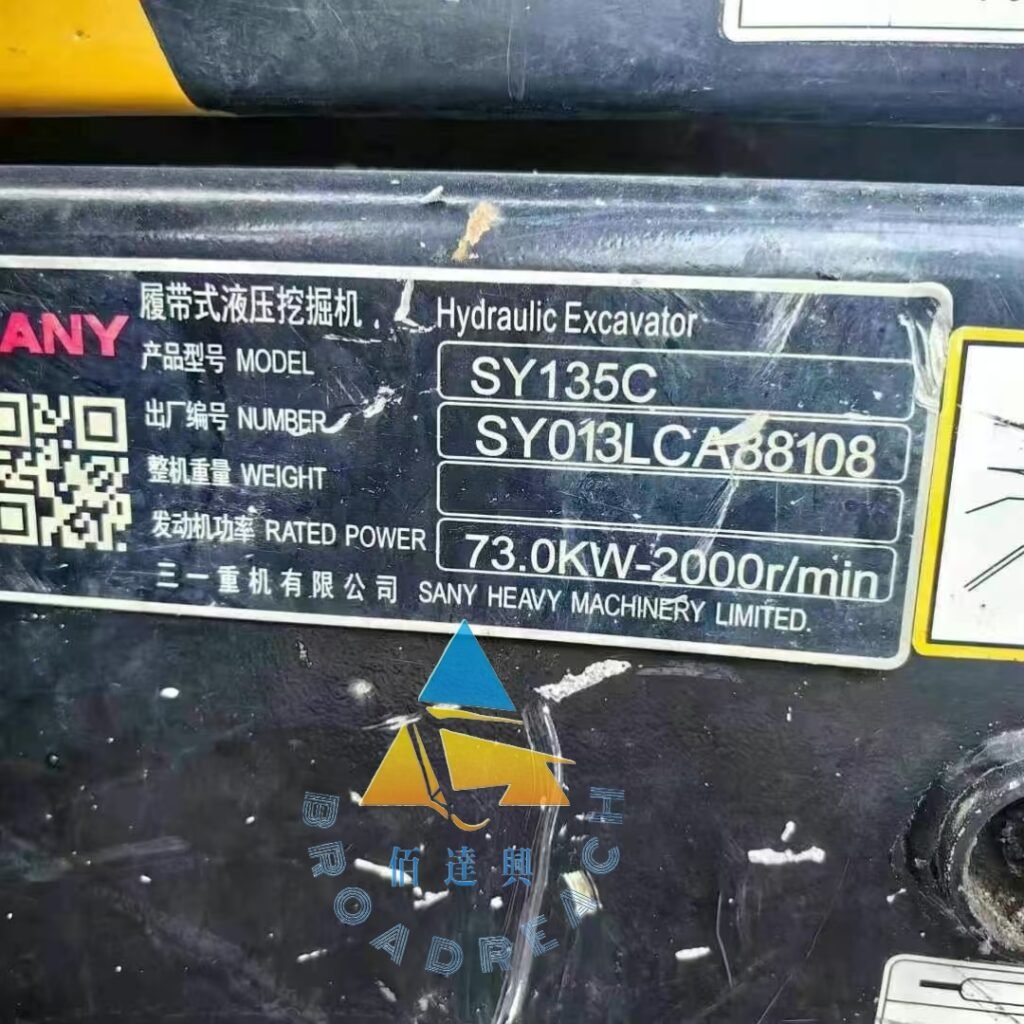 SANY
履带式液压挖掘机 Hydraulic Excavator
产品型号 MODEL SY135C
出厂编号 NUMBER SY013LCA88108
整机重量 WEIGHT
发动机功率 RATED POWER 73.0KW-2000r/min
三一重机有限公司 SANY HEAVY MACHINERY LIMITED.
佰達興
BROADREACH